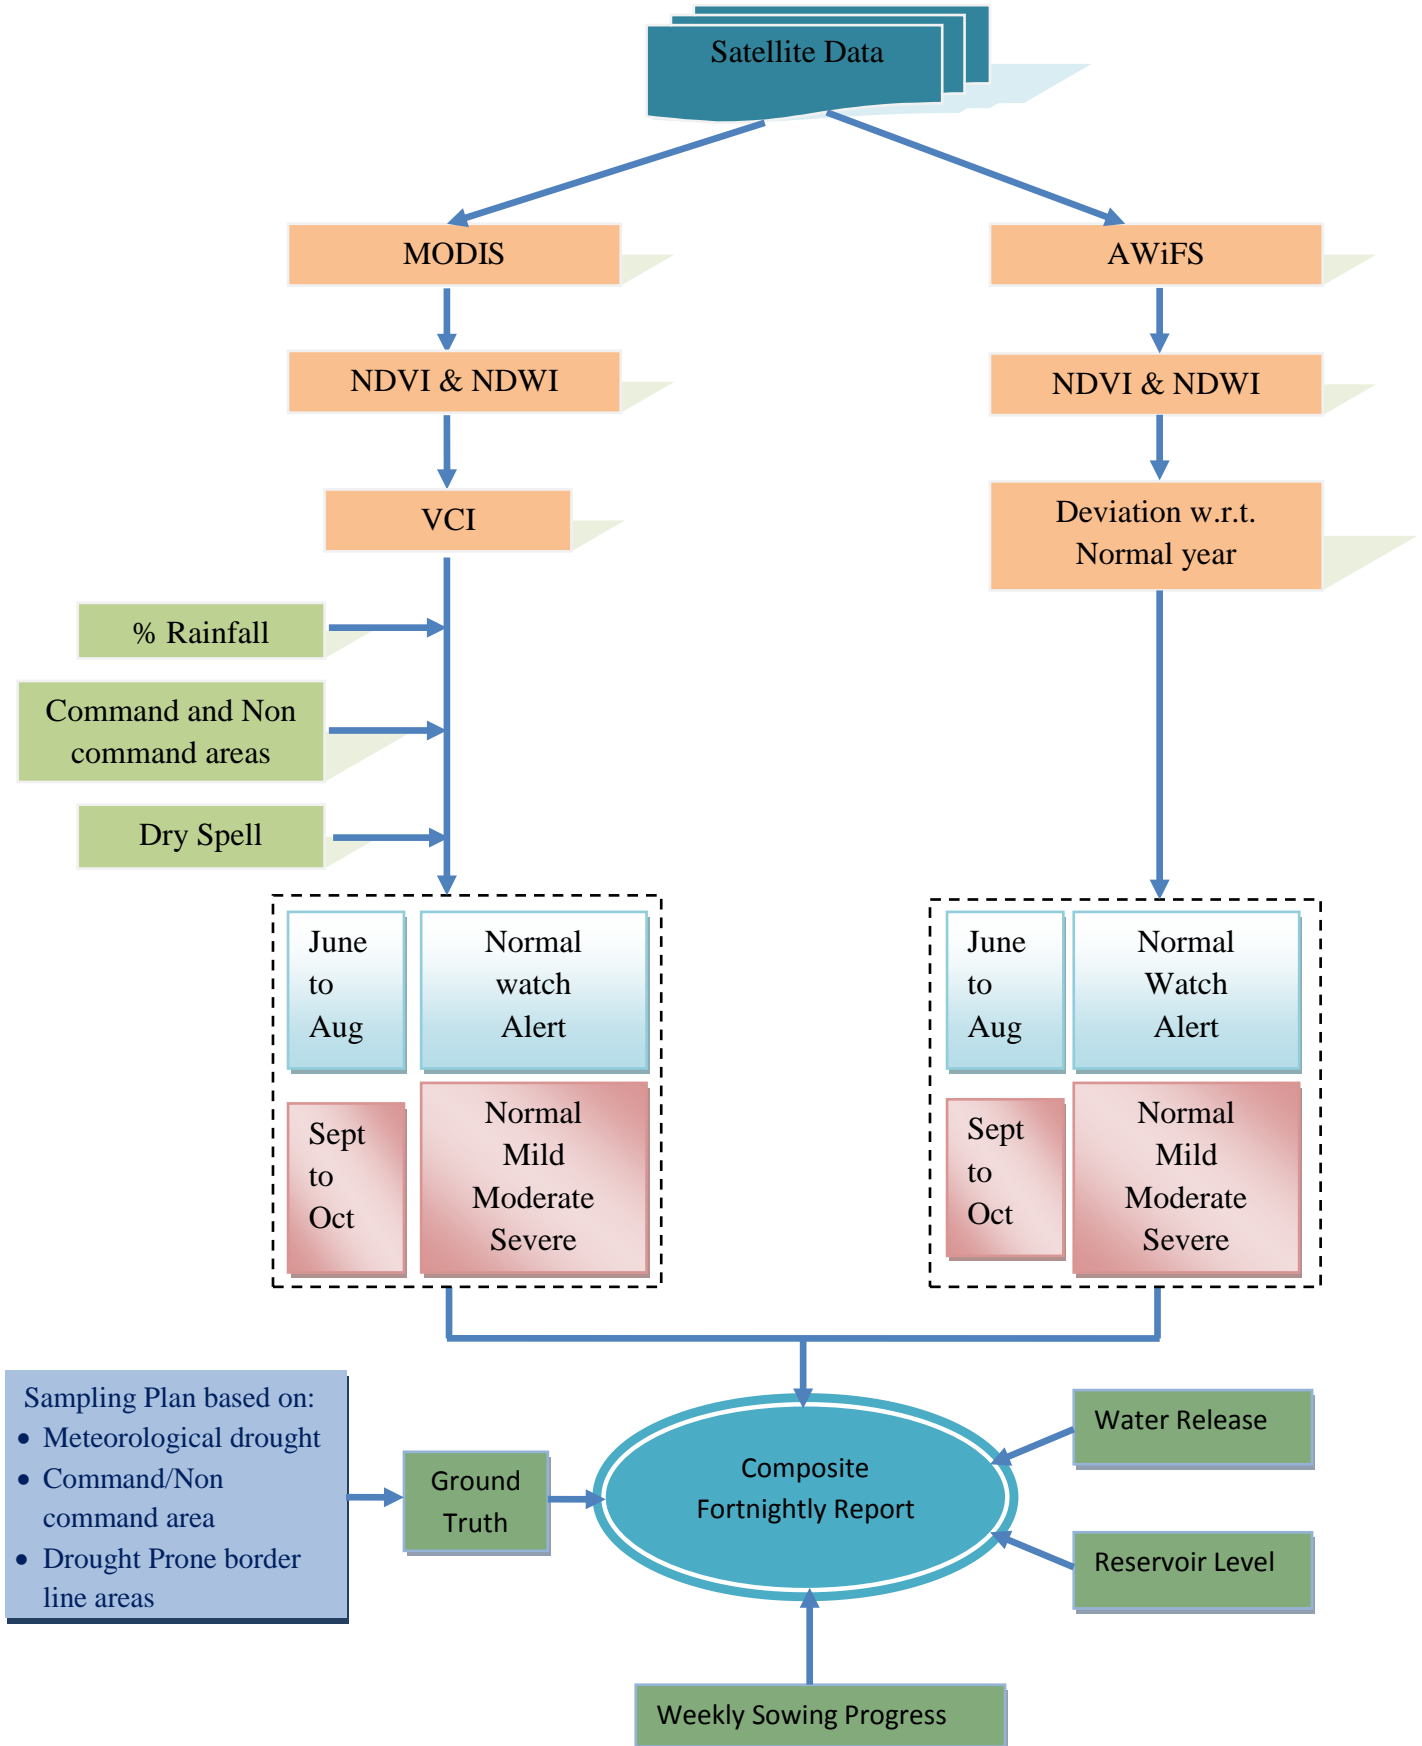 Satellite Data
MODIS
AWiFS
NDVI & NDWI
NDVI & NDWI
VCI
Deviation w.r.t.
Normal year
% Rainfall
Command and Non
command areas
Dry Spell
June
to
Aug
Normal
watch
Alert
Sept
to
Oct
Normal
Mild
Moderate
Severe
June
to
Aug
Normal
Watch
Alert
Sept
to
Oct
Normal
Mild
Moderate
Severe
Sampling Plan based on:
• Meteorological drought
• Command/Non
command area
• Drought Prone border
line areas
Ground
Truth
Composite
Fortnightly Report
Water Release
Reservoir Level
Weekly Sowing Progress